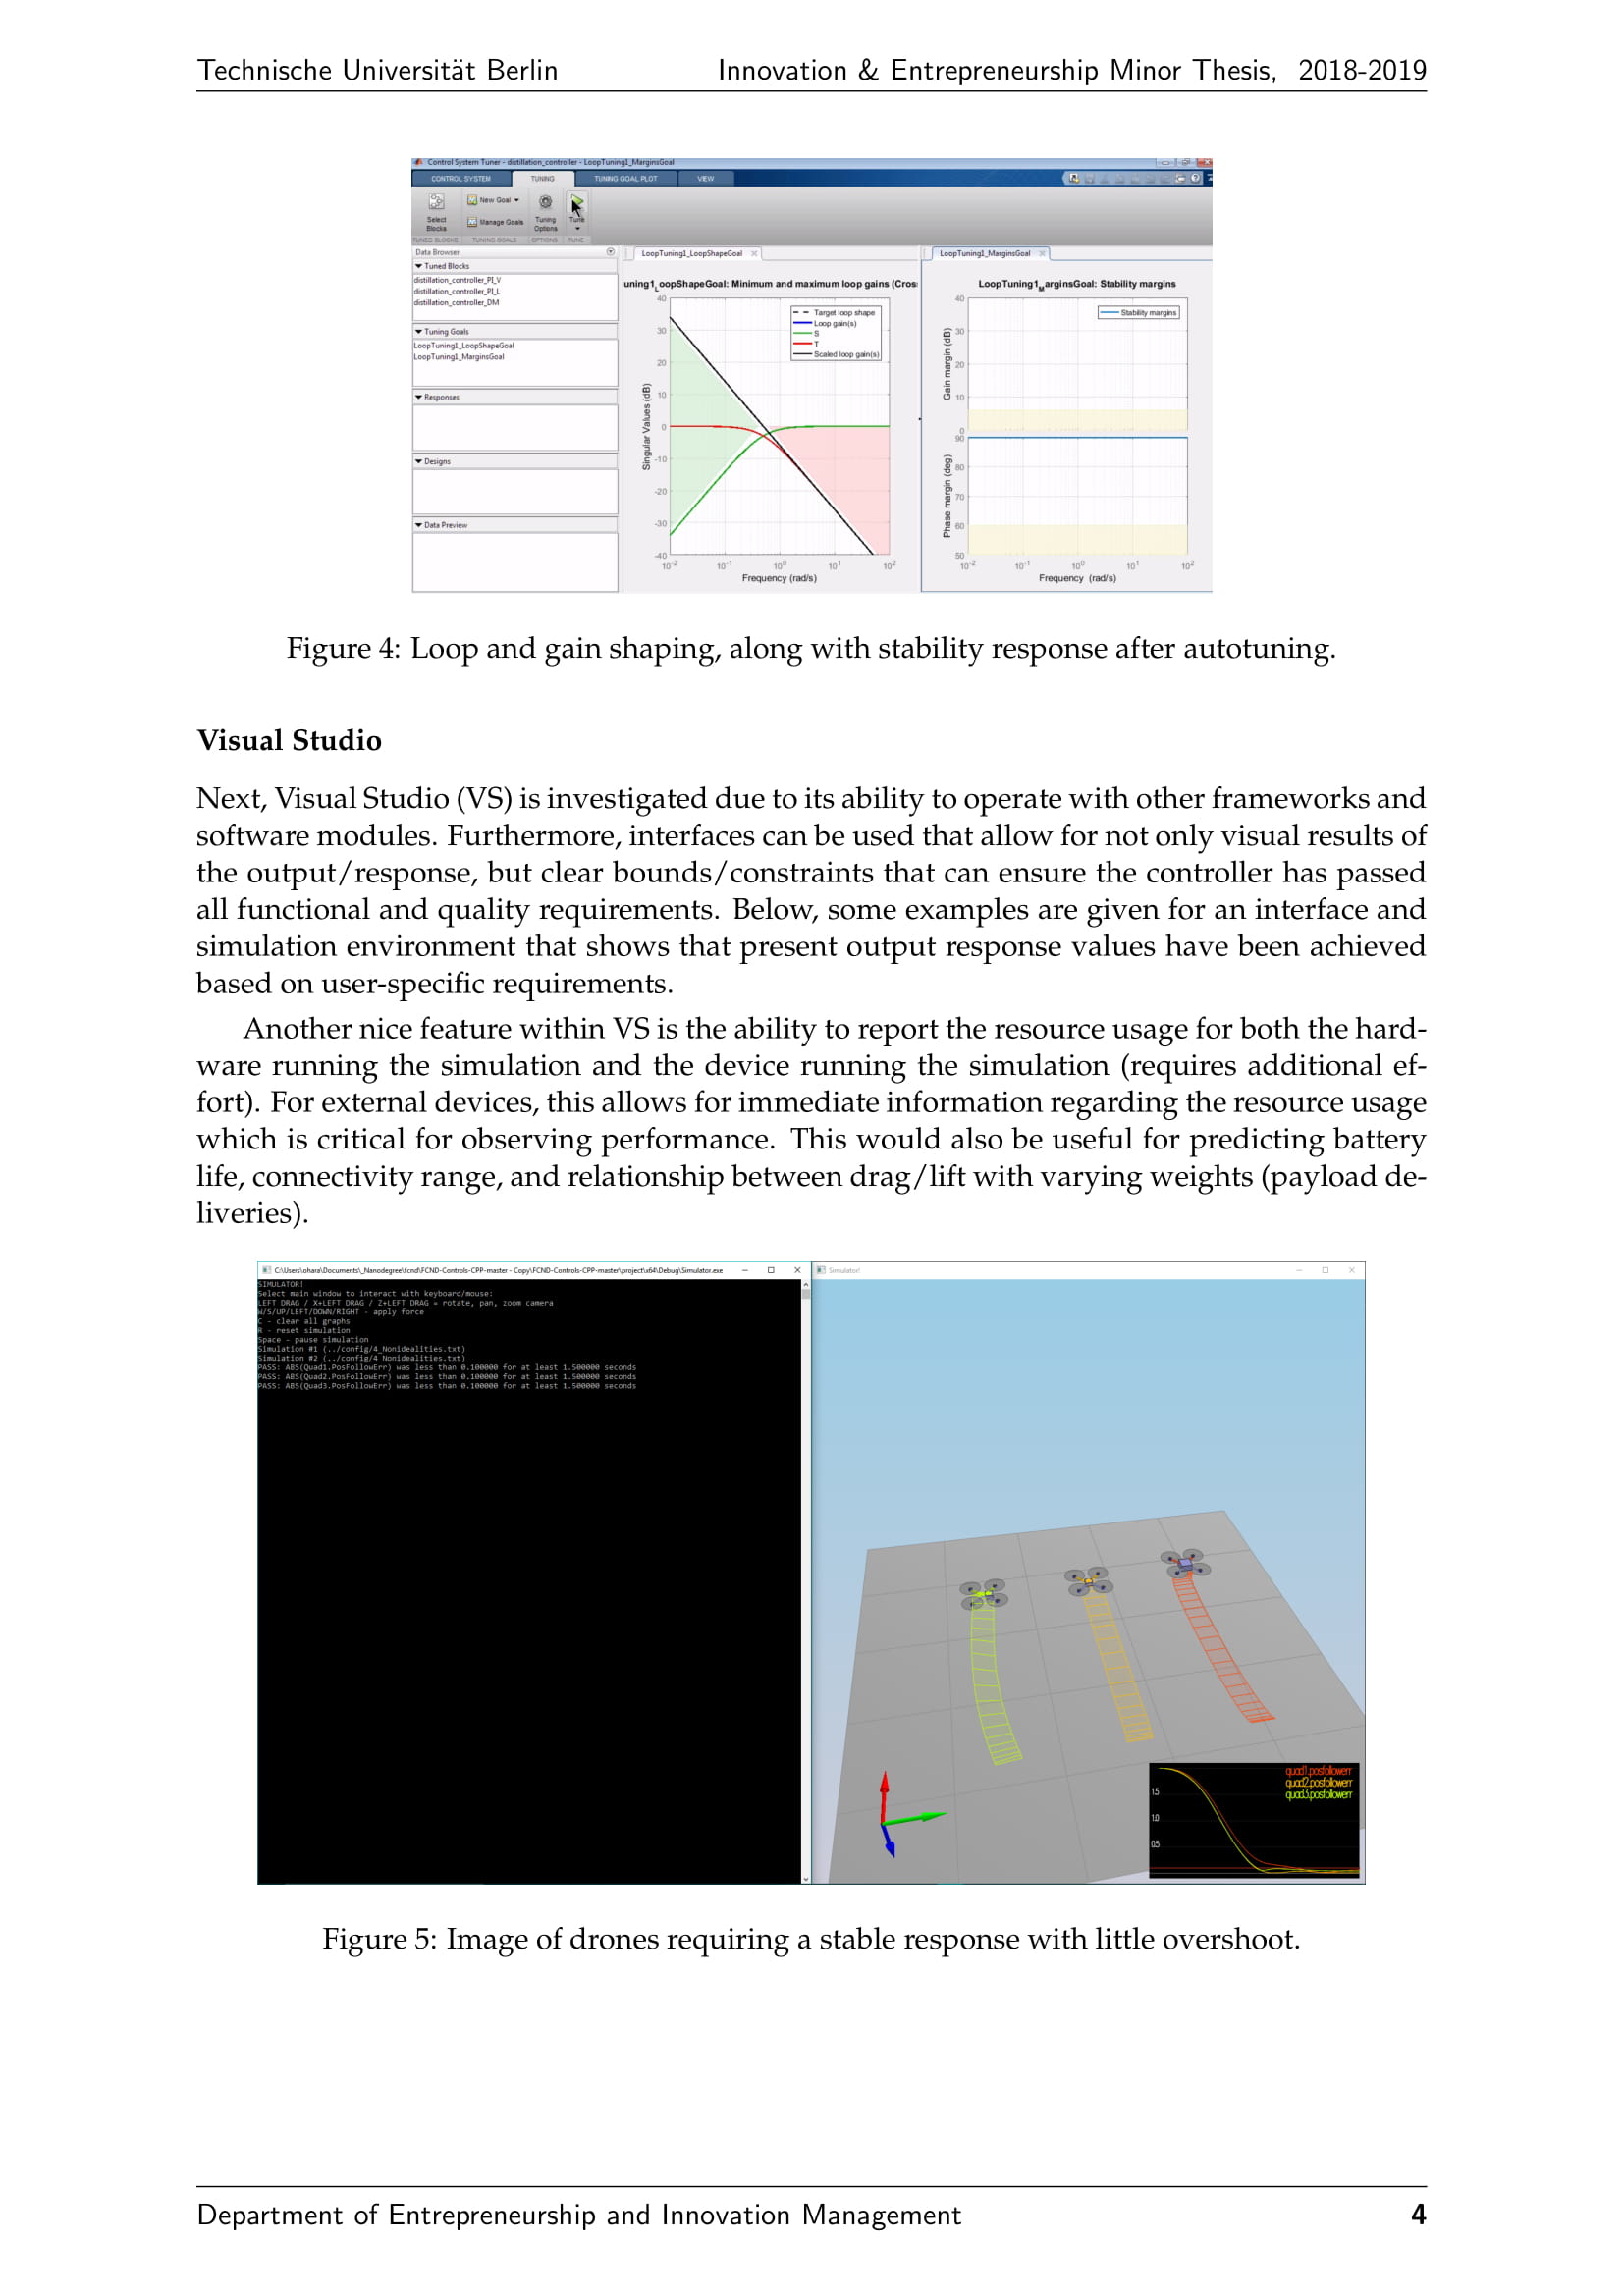 Technische Universität Berlin Innovation & Entrepreneurship Minor Thesis, 2018-2019
Control System Tuner - distillation_controller - LoopTuning1_MarginsGoal
CONTROL SYSTEM TUNING TUNING GOAL PLOT VIEW
Select Blocks New Goal Manage Goals Tuning Options Tune
TUNED BLOCKS TUNING GOALS OPTIONS TUNE
Data Browser
Tuned Blocks
distillation_controller_PI_V
distillation_controller_PI_L
distillation_controller_DM
Tuning Goals
LoopTuning1_LoopShapeGoal
LoopTuning1_MarginsGoal
Responses
Designs
Data Preview
LoopTuning1_LoopShapeGoal
uning1LoopShapeGoal: Minimum and maximum loop gains (Cros
Target loop shape
Loop gain(s)
S
T
Scaled loop gain(s)
Singular Values (dB)
40
30
20
10
0
-10
-20
-30
-40
10-2 10-1 100 101 102
Frequency (rad/s)
LoopTuning1_MarginsGoal
LoopTuning1MarginsGoal: Stability margins
Stability margins
Gain margin (dB)
40
30
20
10
0
Phase margin (deg)
90
80
70
60
50
10-2 10-1 100 101 102
Frequency (rad/s)
Figure 4: Loop and gain shaping, along with stability response after autotuning.
Visual Studio
Next, Visual Studio (VS) is investigated due to its ability to operate with other frameworks and
software modules. Furthermore, interfaces can be used that allow for not only visual results of
the output/response, but clear bounds/constraints that can ensure the controller has passed
all functional and quality requirements. Below, some examples are given for an interface and
simulation environment that shows that present output response values have been achieved
based on user-specific requirements.
Another nice feature within VS is the ability to report the resource usage for both the hard-
ware running the simulation and the device running the simulation (requires additional ef-
fort). For external devices, this allows for immediate information regarding the resource usage
which is critical for observing performance. This would also be useful for predicting battery
life, connectivity range, and relationship between drag/lift with varying weights (payload de-
liveries).
C:\Users\ohara\Documents\_Nanodegree\fcnd\FCND-Controls-CPP-master - Copy\FCND-Controls-CPP-master\project\x64\Debug\Simulator.exe
SIMULATOR!
Select main window to interact with keyboard/mouse:
LEFT DRAG / X+LEFT DRAG / Z+LEFT DRAG = rotate, pan, zoom camera
W/S/UP/LEFT/DOWN/RIGHT - apply force
C - clear all graphs
R - reset simulation
Space - pause simulation
Simulation #1 (../config/4_Nonidealities.txt)
Simulation #2 (../config/4_Nonidealities.txt)
PASS: ABS(Quad1.PosFollowErr) was less than 0.100000 for at least 1.500000 seconds
PASS: ABS(Quad2.PosFollowErr) was less than 0.100000 for at least 1.500000 seconds
PASS: ABS(Quad3.PosFollowErr) was less than 0.100000 for at least 1.500000 seconds
Simulator!
quad1.posfollowerr
quad2.posfollowerr
quad3.posfollowerr
1.5
1.0
0.5
Figure 5: Image of drones requiring a stable response with little overshoot.
Department of Entrepreneurship and Innovation Management 4